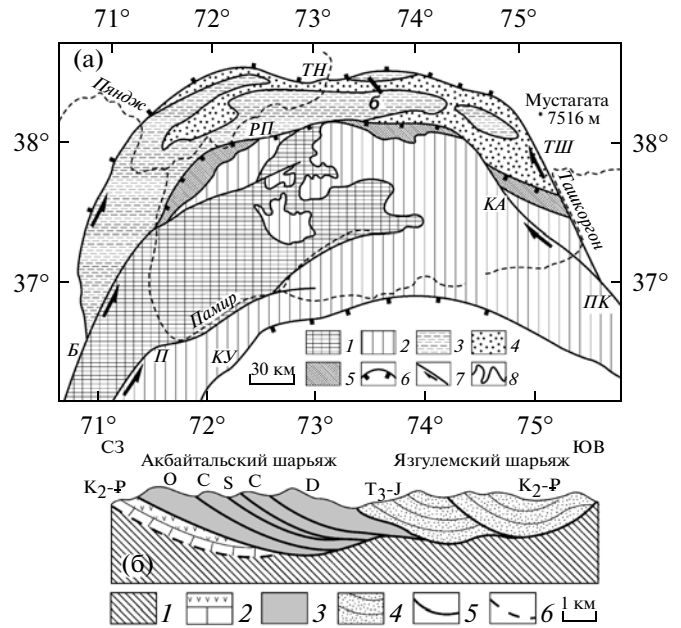 71° 72° 73° 74° 75°
(а)
ТН
Пяндж
б
Мустагата
7516 м
38° 38°
РП
ТШ
Ташкоргон
КА
37° 37°
Памир
ПК
Б П КУ
1 2 3 4
30 км 5 6 7 8
71° 72° 73° 74° 75°
СЗ ЮВ
Акбайтальский шарьяж Язгулемский шарьяж
K₂-Ꝑ O C S C D T₃-J K₂-Ꝑ
(б)
1 2 3 4 5 6 1 км